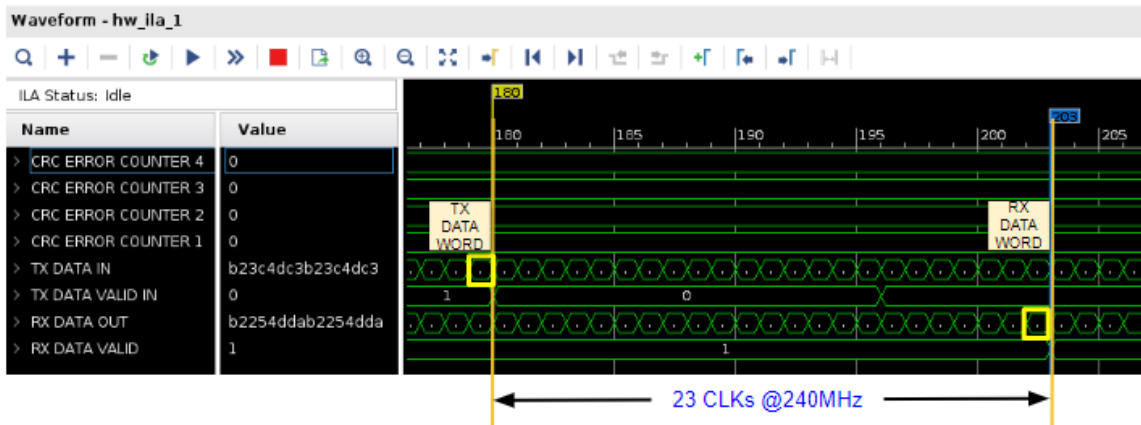 Waveform - hw_ila_1
ILA Status: Idle
Name Value
180
203
180 185 190 195 200 205
CRC ERROR COUNTER 4 0
CRC ERROR COUNTER 3 0
CRC ERROR COUNTER 2 0
CRC ERROR COUNTER 1 0
TX
DATA
WORD
RX
DATA
WORD
TX DATA IN b23c4dc3b23c4dc3
TX DATA VALID IN 0 1 0
RX DATA OUT b2254ddab2254dda
RX DATA VALID 1 1
23 CLKs @240MHz